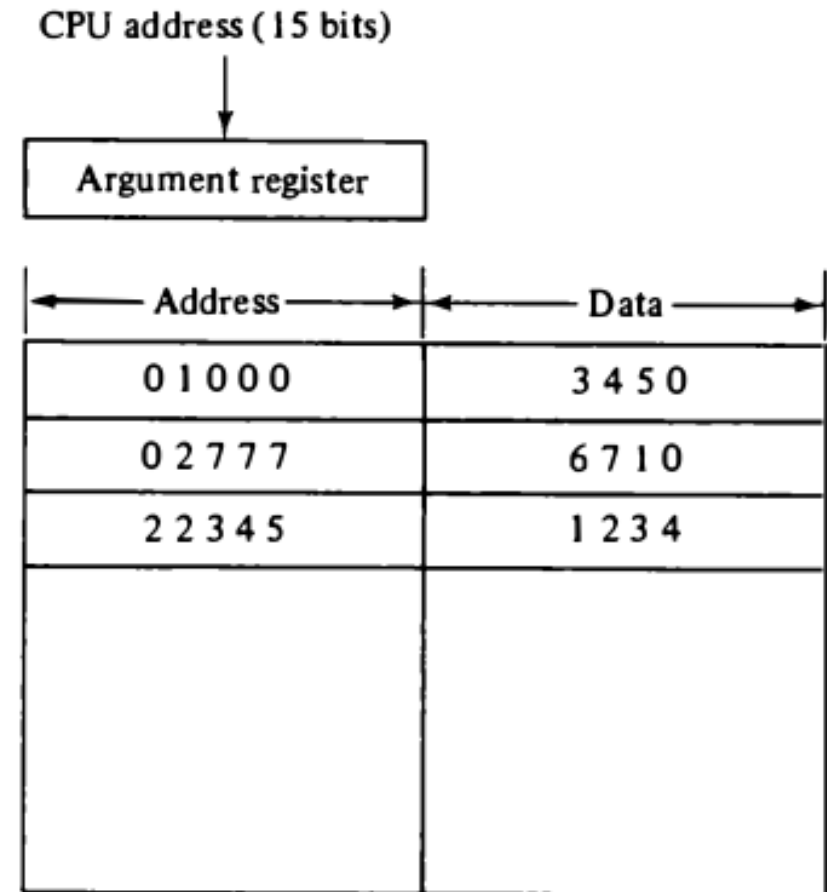 CPU address (15 bits)
Argument register
Address Data
0 1 0 0 0 3 4 5 0
0 2 7 7 7 6 7 1 0
2 2 3 4 5 1 2 3 4